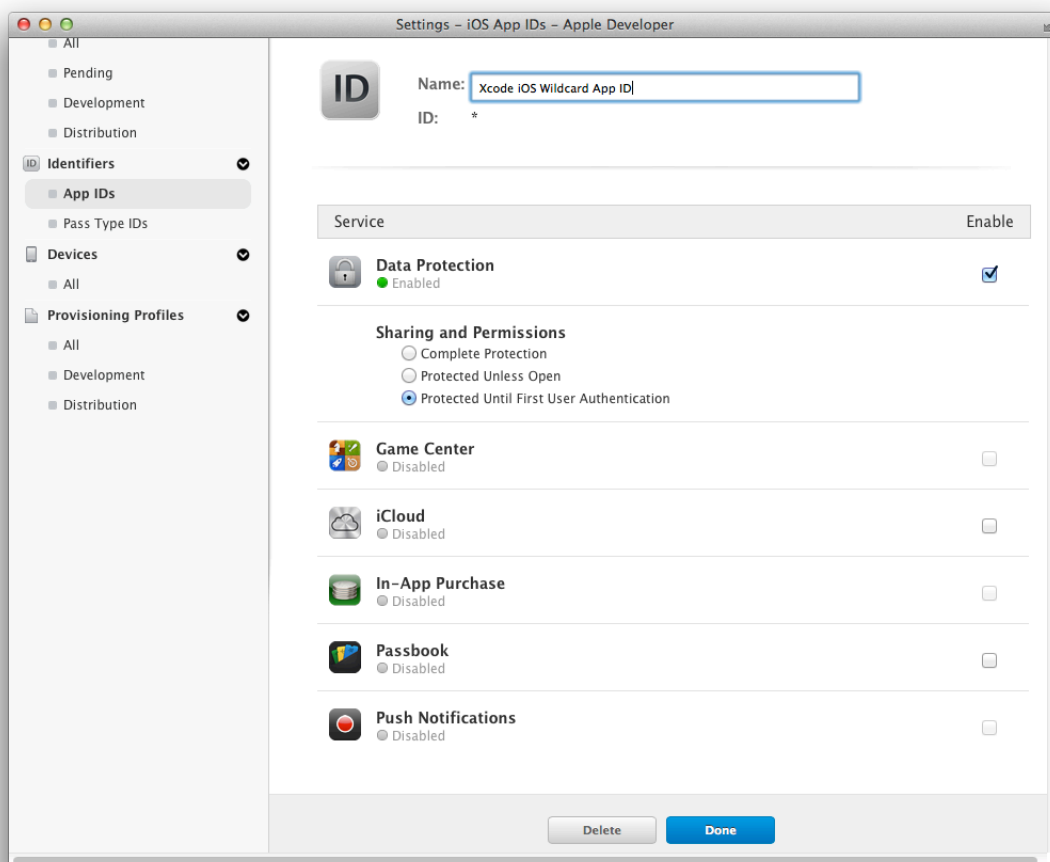 Settings – iOS App IDs – Apple Developer
All
Pending
Development
Distribution
ID Identifiers
App IDs
Pass Type IDs
Devices
All
Provisioning Profiles
All
Development
Distribution
ID
Name: Xcode iOS Wildcard App ID
ID: *
Service Enable
Data Protection
Enabled
Sharing and Permissions
Complete Protection
Protected Unless Open
Protected Until First User Authentication
Game Center
Disabled
iCloud
Disabled
In-App Purchase
Disabled
Passbook
Disabled
Push Notifications
Disabled
Delete Done